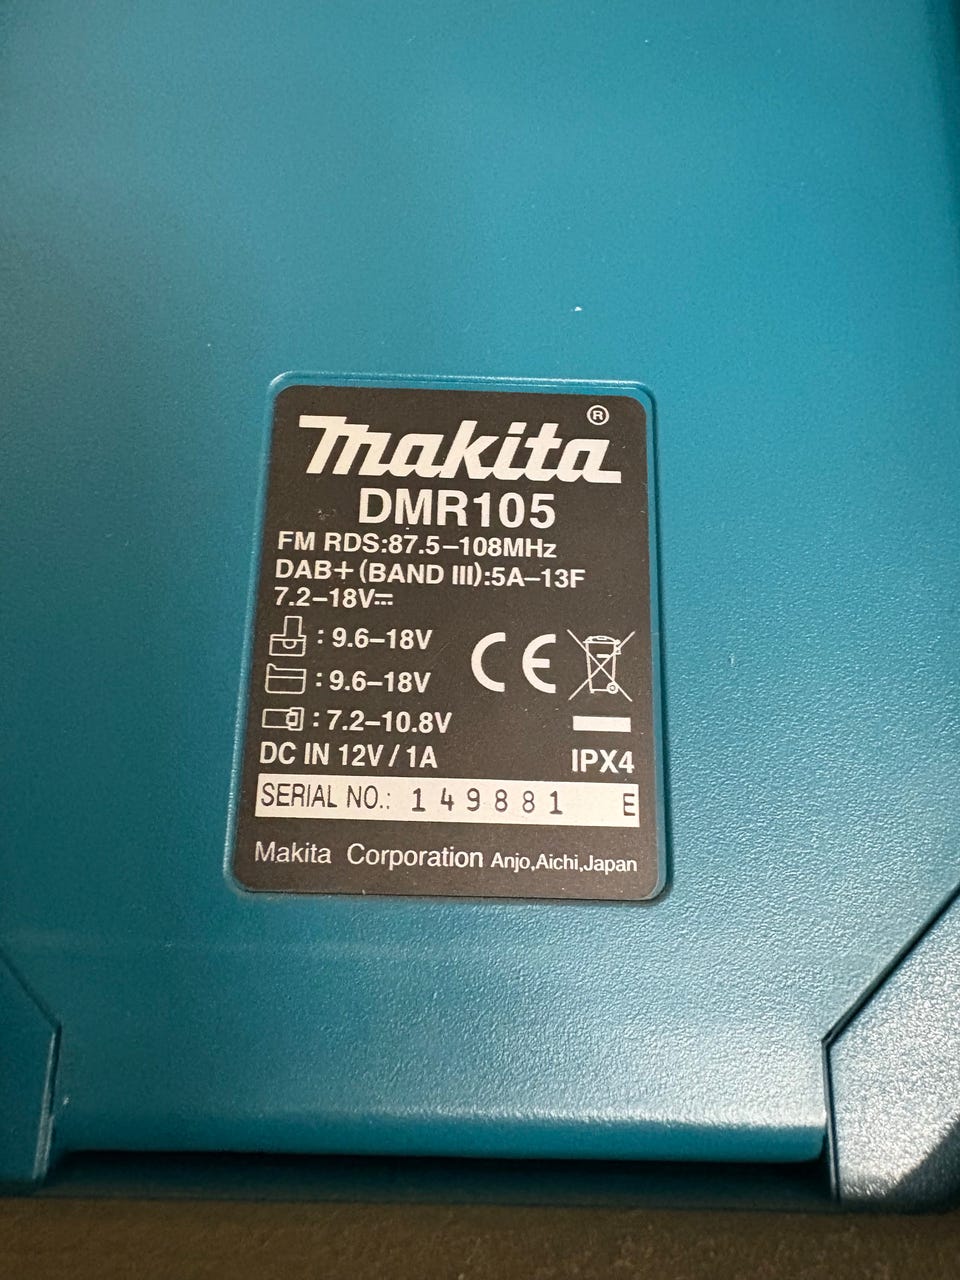 makita®
DMR105
FM RDS:87.5–108MHz
DAB+(BAND III):5A–13F
7.2–18V⎓
: 9.6–18V
: 9.6–18V
CE
: 7.2–10.8V
DC IN 12V / 1A
IPX4
SERIAL NO.: 149881 E
Makita Corporation Anjo,Aichi,Japan